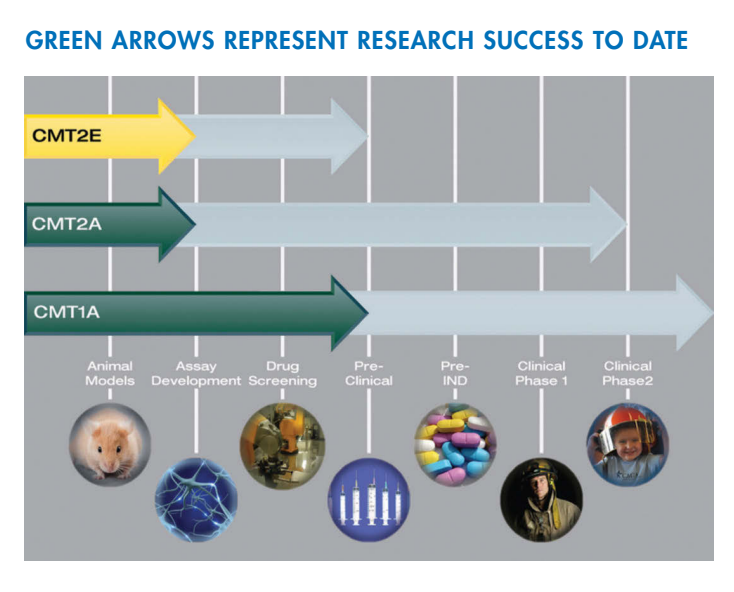 GREEN ARROWS REPRESENT RESEARCH SUCCESS TO DATE
CMT2E
CMT2A
CMT1A
Animal
Models
Assay
Development
Drug
Screening
Pre-
Clinical
Pre-
IND
Clinical
Phase 1
Clinical
Phase2